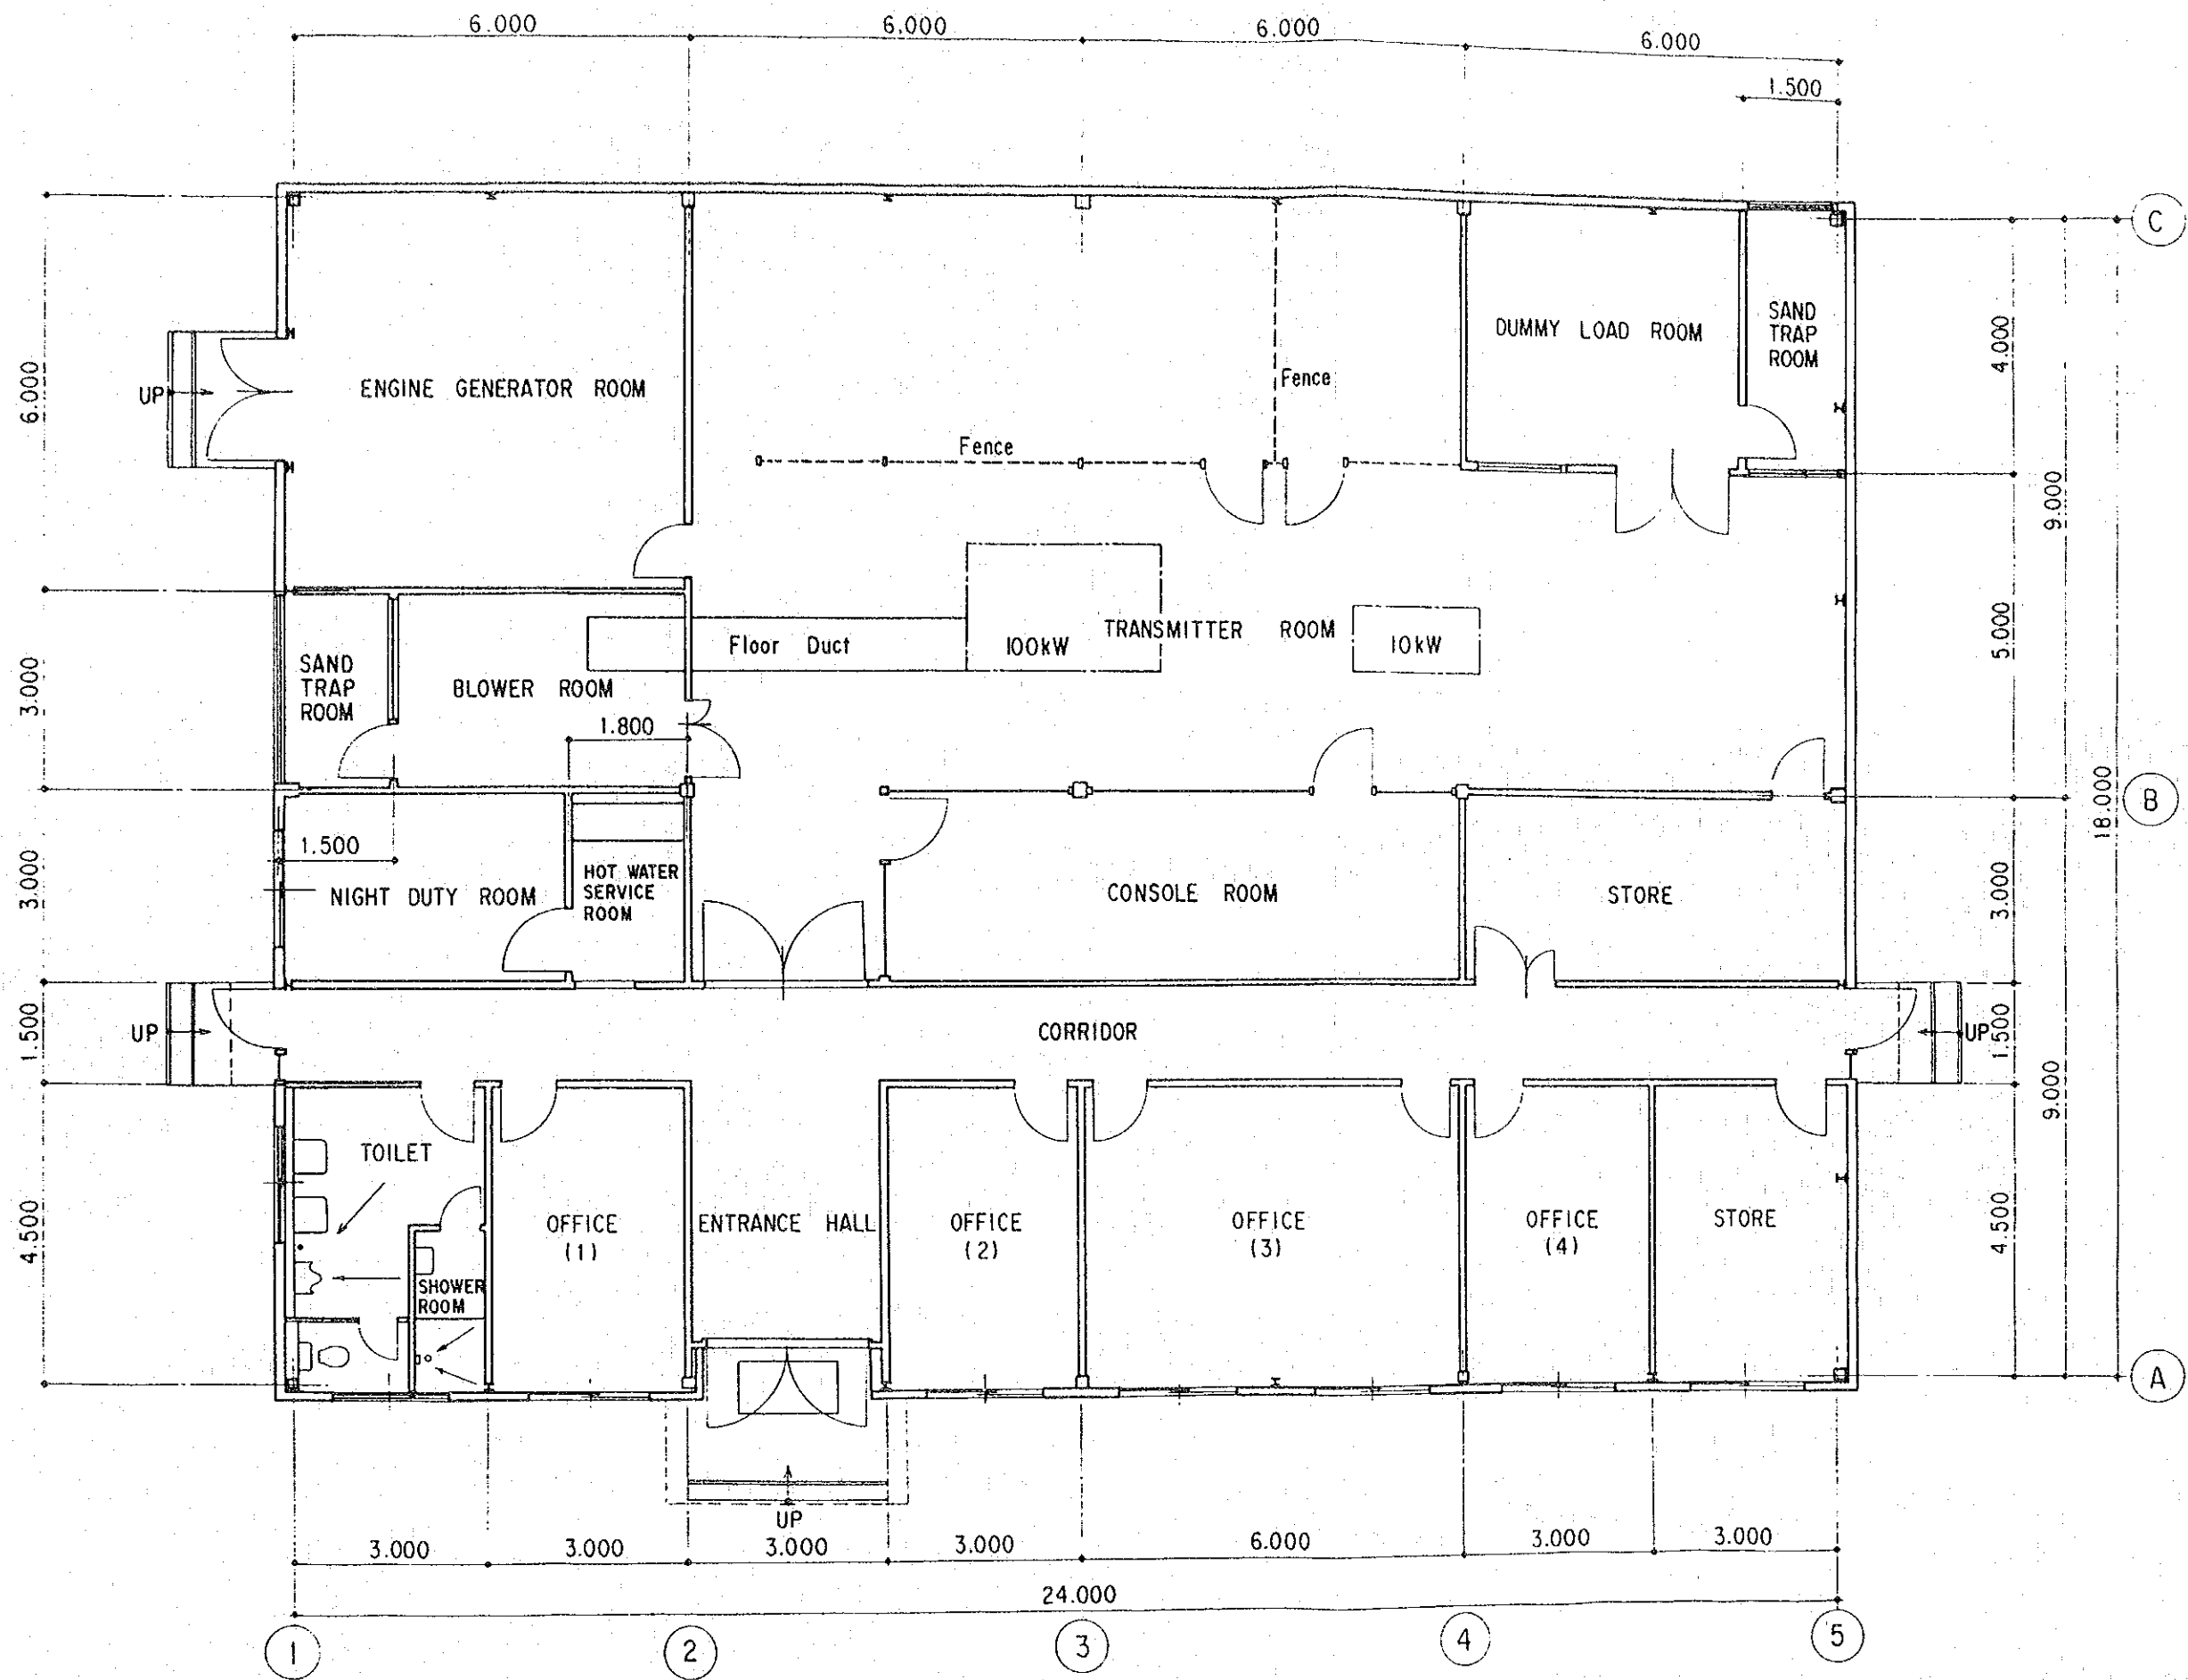 6.000
6.000
6.000
6.000
1.500
C
ENGINE GENERATOR ROOM
UP
6.000
Fence
Fence
DUMMY LOAD ROOM
SAND
TRAP
ROOM
4.000
9.000
SAND
TRAP
ROOM
BLOWER ROOM
Floor Duct
100kW
TRANSMITTER ROOM
10kW
5.000
3.000
1.800
B
18.000
1.500
NIGHT DUTY ROOM
HOT WATER
SERVICE
ROOM
CONSOLE ROOM
STORE
3.000
3.000
UP
CORRIDOR
UP
1.500
1.500
9.000
TOILET
SHOWER
ROOM
OFFICE
(1)
ENTRANCE HALL
OFFICE
(2)
OFFICE
(3)
OFFICE
(4)
STORE
4.500
4.500
A
UP
3.000
3.000
3.000
3.000
6.000
3.000
3.000
24.000
1
2
3
4
5